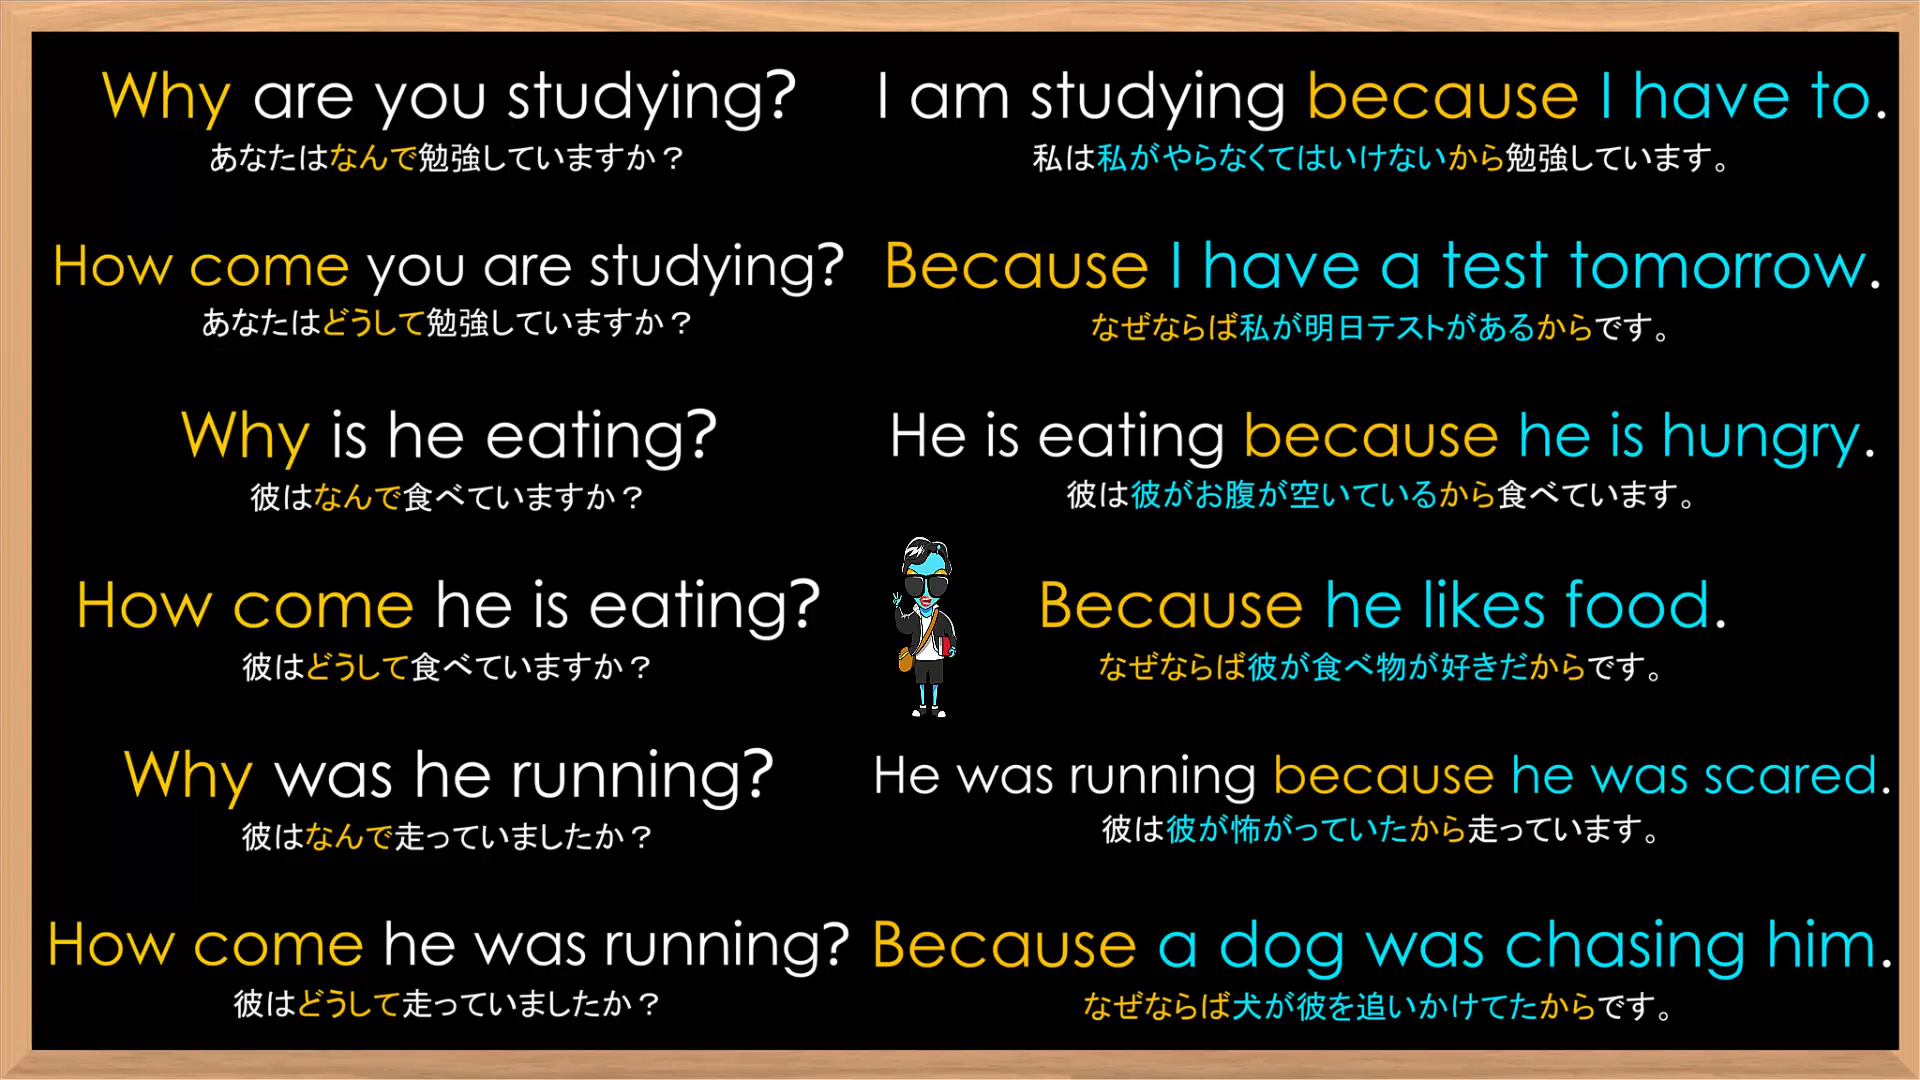 Why are you studying?
あなたはなんで勉強していますか？
I am studying because I have to.
私は私がやらなくてはいけないから勉強しています。
How come you are studying?
あなたはどうして勉強していますか？
Because I have a test tomorrow.
なぜならば私が明日テストがあるからです。
Why is he eating?
彼はなんで食べていますか？
He is eating because he is hungry.
彼は彼がお腹が空いているから食べています。
How come he is eating?
彼はどうして食べていますか？
Because he likes food.
なぜならば彼が食べ物が好きだからです。
Why was he running?
彼はなんで走っていましたか？
He was running because he was scared.
彼は彼が怖がっていたから走っています。
How come he was running?
彼はどうして走っていましたか？
Because a dog was chasing him.
なぜならば犬が彼を追いかけてたからです。